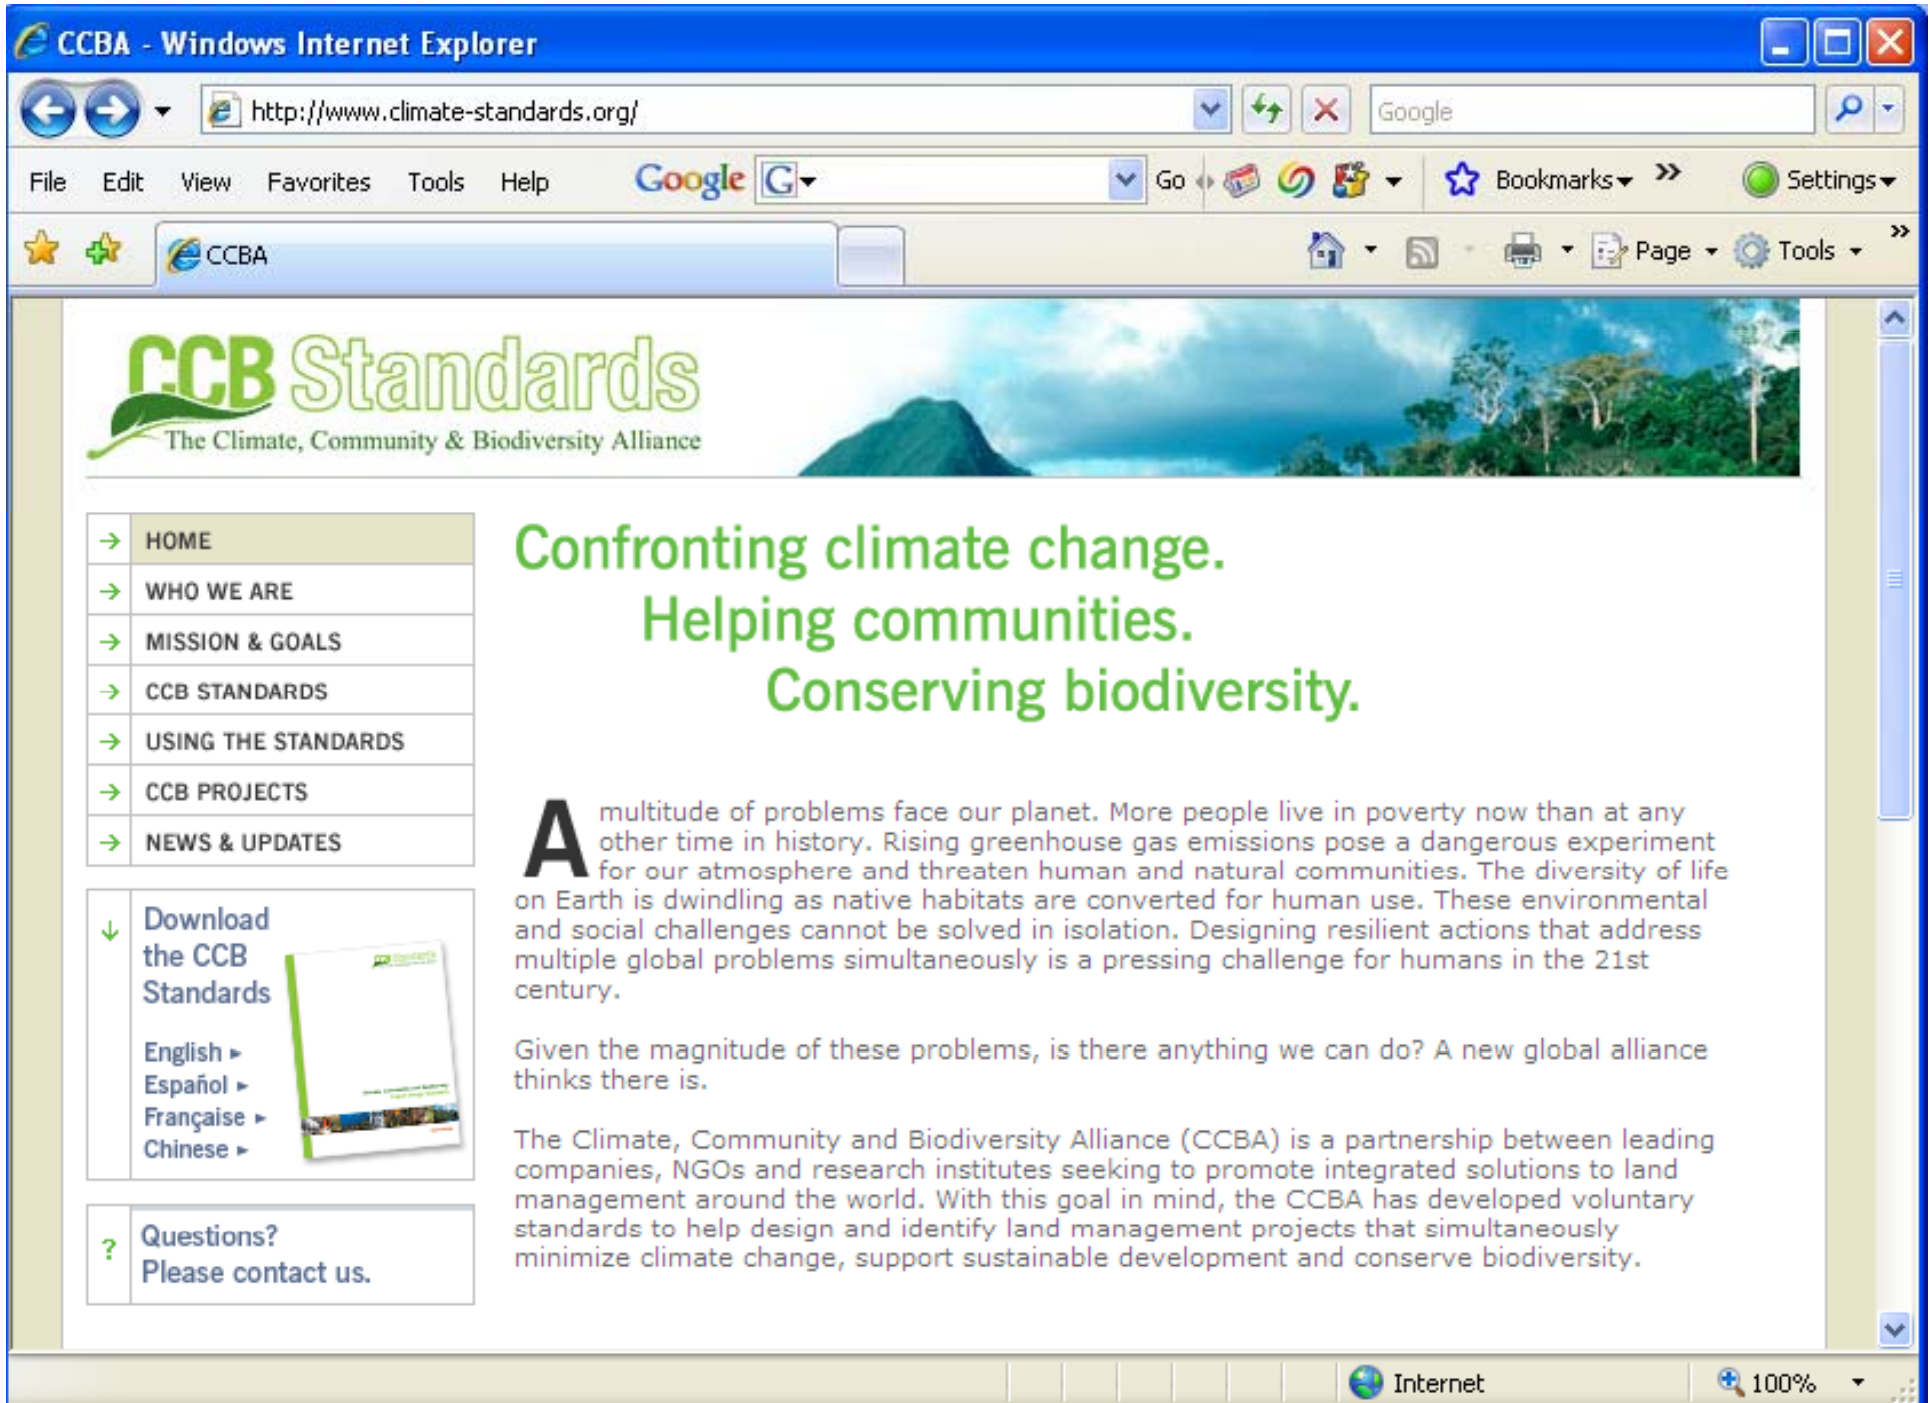 CCBA - Windows Internet Explorer
http://www.climate-standards.org/
Google
File Edit View Favorites Tools Help
Google G Go Bookmarks Settings
CCBA
Page Tools
CCB Standards
The Climate, Community & Biodiversity Alliance
HOME
WHO WE ARE
MISSION & GOALS
CCB STANDARDS
USING THE STANDARDS
CCB PROJECTS
NEWS & UPDATES
Download
the CCB
Standards
English ►
Español ►
Française ►
Chinese ►
?
Questions?
Please contact us.
Confronting climate change.
Helping communities.
Conserving biodiversity.
A multitude of problems face our planet. More people live in poverty now than at any
other time in history. Rising greenhouse gas emissions pose a dangerous experiment
for our atmosphere and threaten human and natural communities. The diversity of life
on Earth is dwindling as native habitats are converted for human use. These environmental
and social challenges cannot be solved in isolation. Designing resilient actions that address
multiple global problems simultaneously is a pressing challenge for humans in the 21st
century.
Given the magnitude of these problems, is there anything we can do? A new global alliance
thinks there is.
The Climate, Community and Biodiversity Alliance (CCBA) is a partnership between leading
companies, NGOs and research institutes seeking to promote integrated solutions to land
management around the world. With this goal in mind, the CCBA has developed voluntary
standards to help design and identify land management projects that simultaneously
minimize climate change, support sustainable development and conserve biodiversity.
Internet 100%